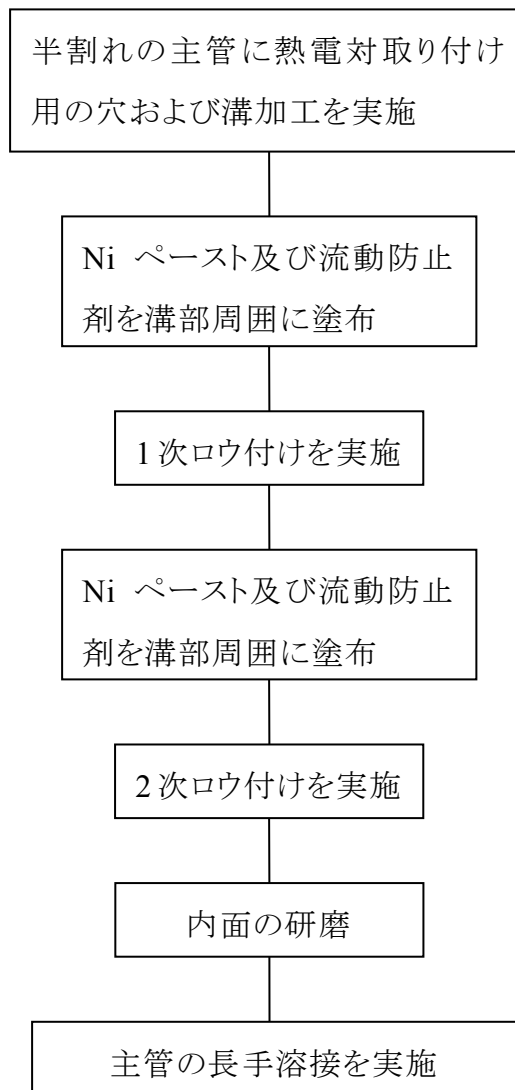 半割れの主管に熱電対取り付け
用の穴および溝加工を実施
Ni ペースト及び流動防止
剤を溝部周囲に塗布
1次ロウ付けを実施
Ni ペースト及び流動防止
剤を溝部周囲に塗布
2次ロウ付けを実施
内面の研磨
主管の長手溶接を実施